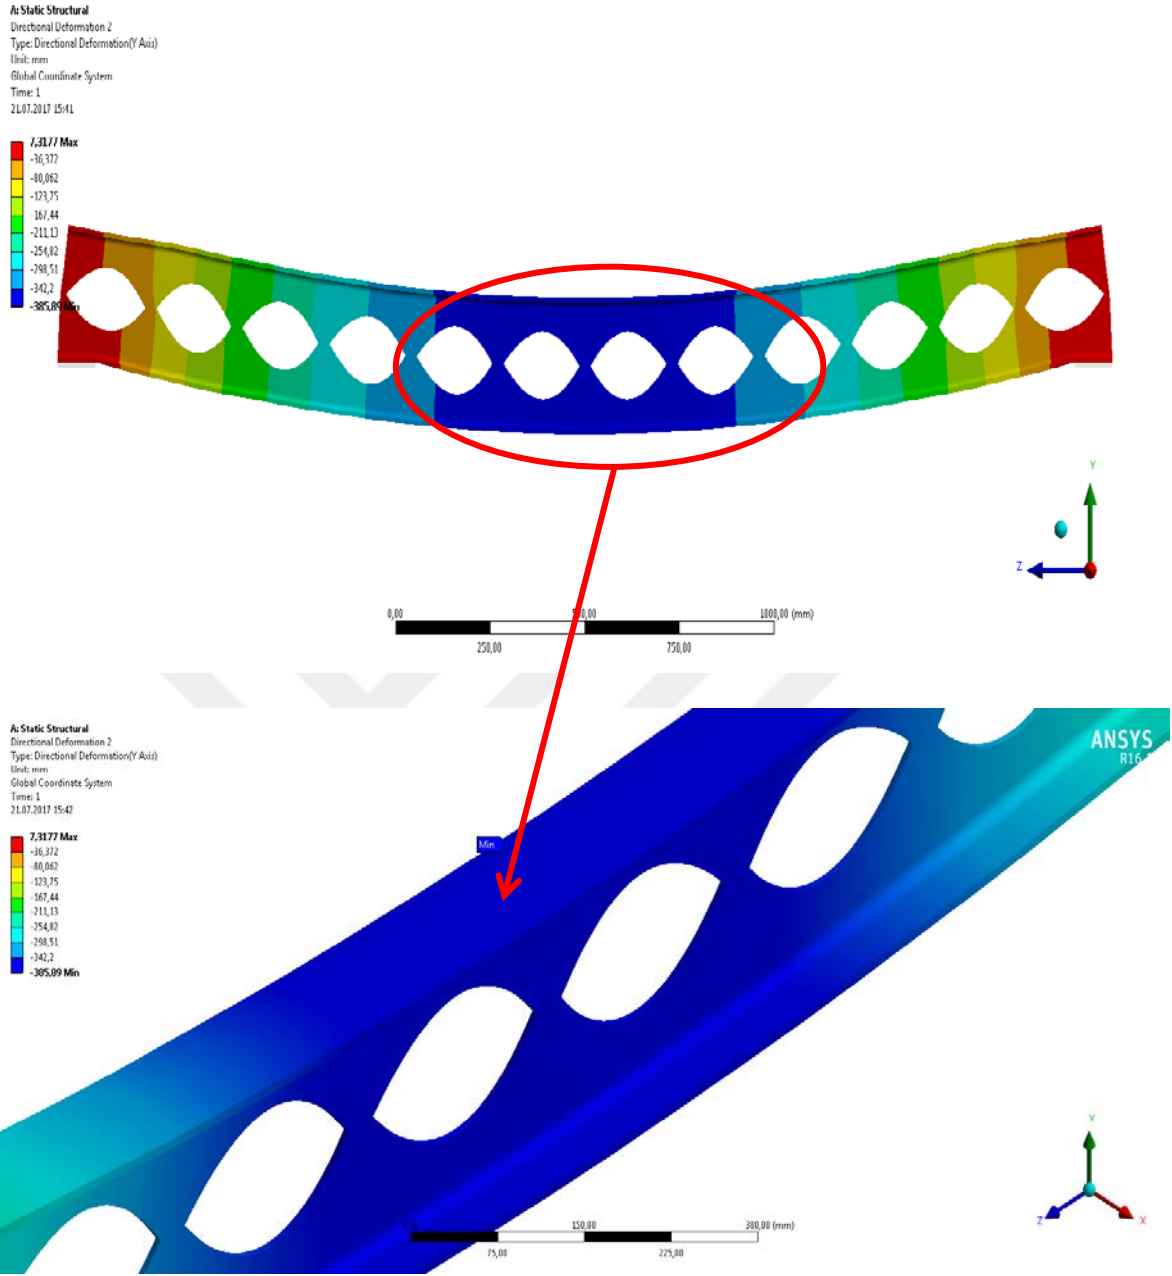 A: Static Structural
Directional Deformation 2
Type: Directional Deformation(Y Axis)
Unit: mm
Global Coordinate System
Time: 1
21.07.2017 15:41
7,3177 Max
-36,372
-80,062
-123,75
-167,44
-211,13
-254,82
-298,51
-342,2
-385,89 Min
Y
Z
0,00
1000,00 (mm)
250,00
750,00
A: Static Structural
Directional Deformation 2
Type: Directional Deformation(Y Axis)
Unit: mm
Global Coordinate System
Time: 1
21.07.2017 15:42
ANSYS
R16
7,3177 Max
-36,372
-80,062
-123,75
-167,44
-211,13
-254,82
-298,51
-342,2
-385,89 Min
Min
Y
Z
X
0,00
150,00
300,00 (mm)
75,00
225,00